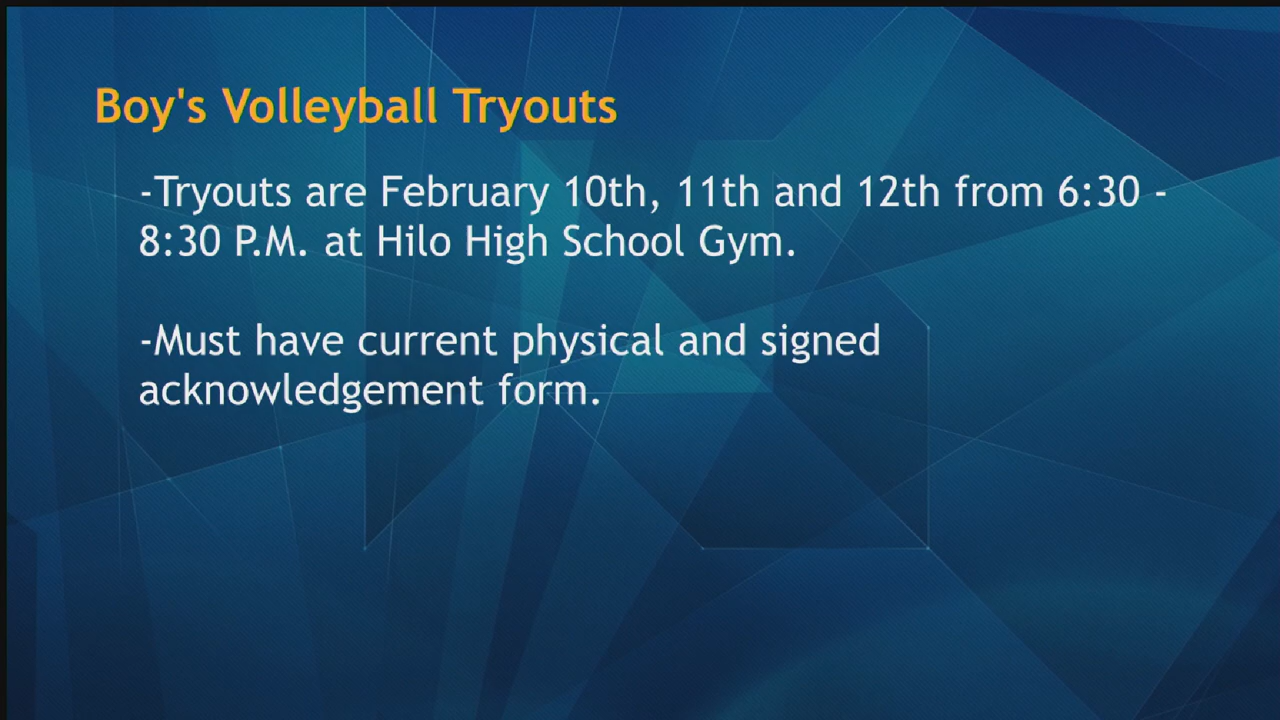 Boy's Volleyball Tryouts
-Tryouts are February 10th, 11th and 12th from 6:30 -
8:30 P.M. at Hilo High School Gym.
-Must have current physical and signed
acknowledgement form.